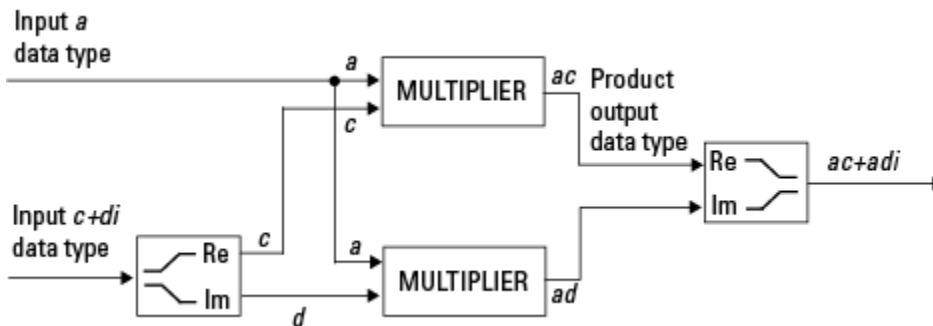 Input a
data type
a
MULTIPLIER
ac
c
Product
output
data type
Re
Im
ac+adi
Input c+di
data type
Re
Im
c
d
a
MULTIPLIER
ad